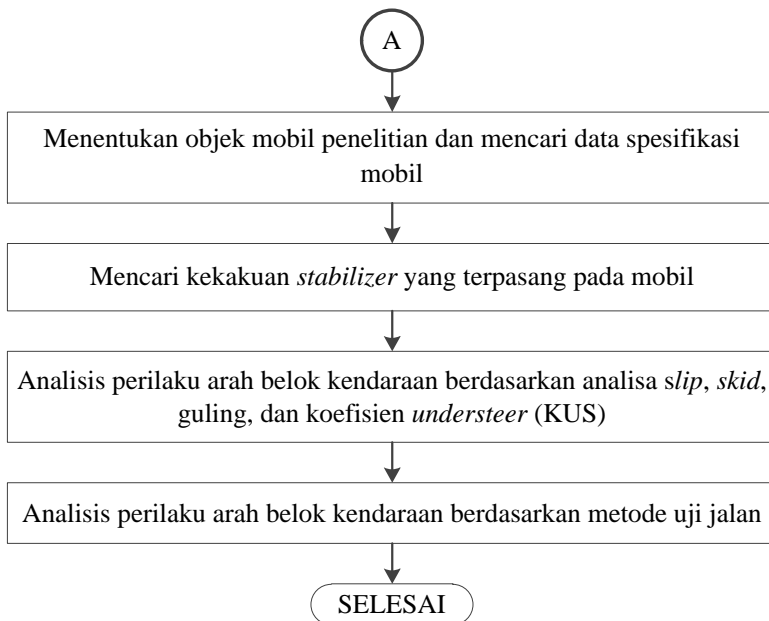 A
Menentukan objek mobil penelitian dan mencari data spesifikasi
mobil
Mencari kekakuan stabilizer yang terpasang pada mobil
Analisis perilaku arah belok kendaraan berdasarkan analisa slip, skid,
guling, dan koefisien understeer (KUS)
Analisis perilaku arah belok kendaraan berdasarkan metode uji jalan
SELESAI